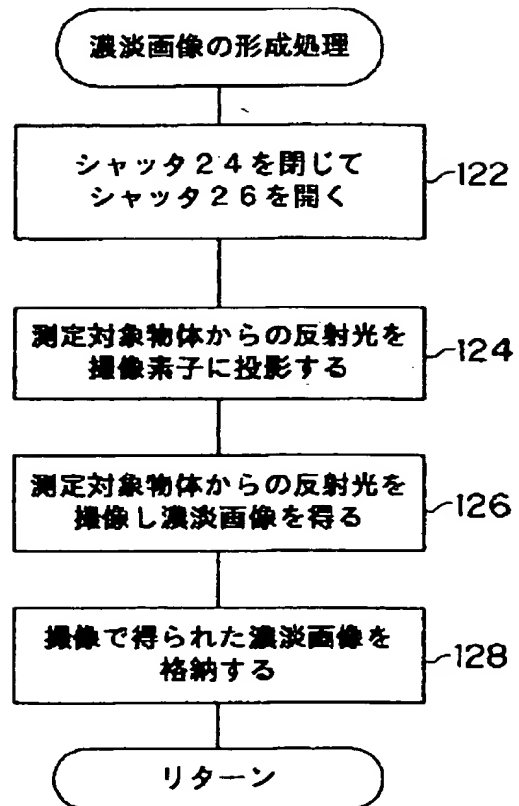 濃淡画像の形成処理
シャッタ24を閉じて
シャッタ26を開く
122
測定対象物体からの反射光を
撮像素子に投影する
124
測定対象物体からの反射光を
撮像し濃淡画像を得る
126
撮像で得られた濃淡画像を
格納する
128
リターン